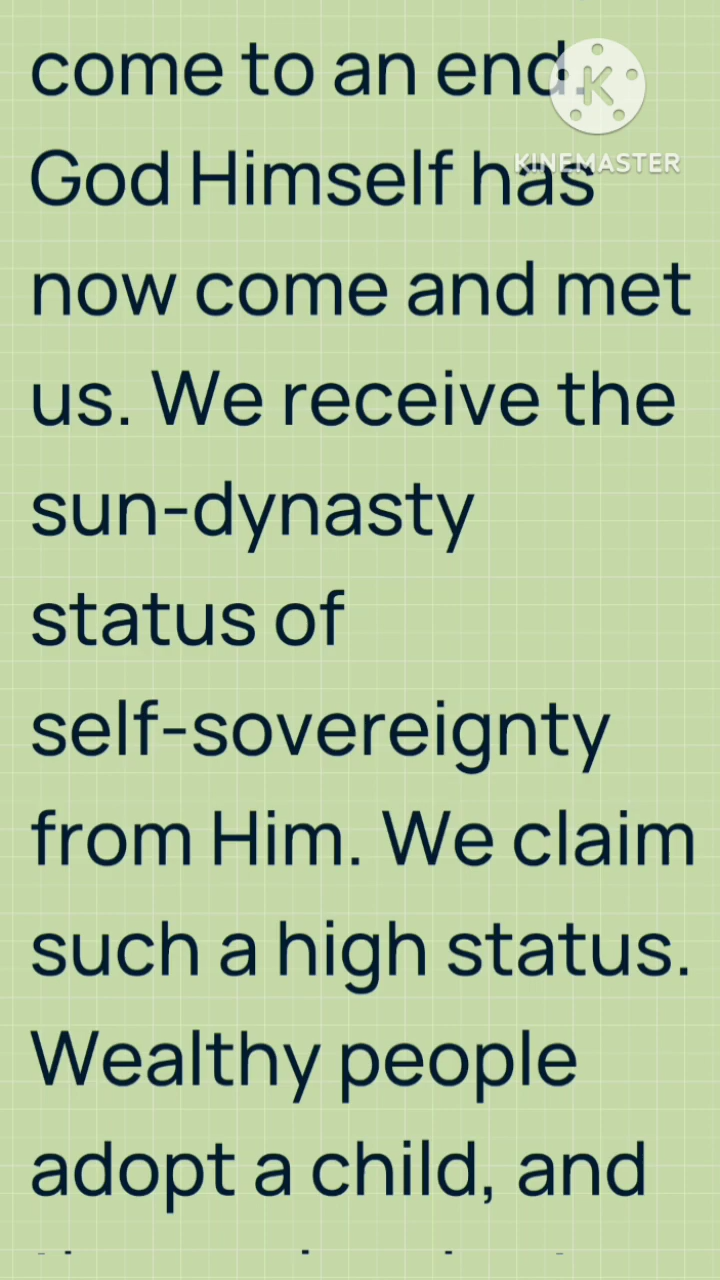 come to an end.
God Himself has
now come and met
us. We receive the
sun-dynasty
status of
self-sovereignty
from Him. We claim
such a high status.
Wealthy people
adopt a child, and
K
KINEMASTER